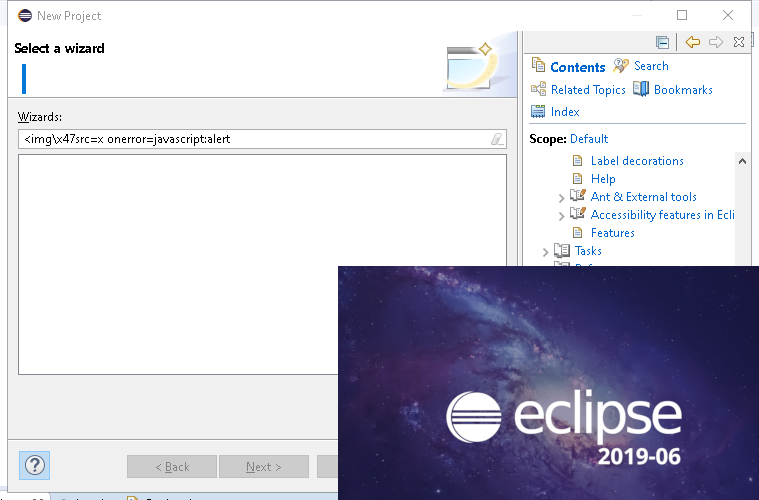 New Project
Select a wizard
Wizards:
<img\x47src=x onerror=javascript:alert
< Back
Next >
Contents
Search
Related Topics
Bookmarks
Index
Scope: Default
Label decorations
Help
Ant & External tools
Accessibility features in Ecli
Features
Tasks
eclipse
2019-06